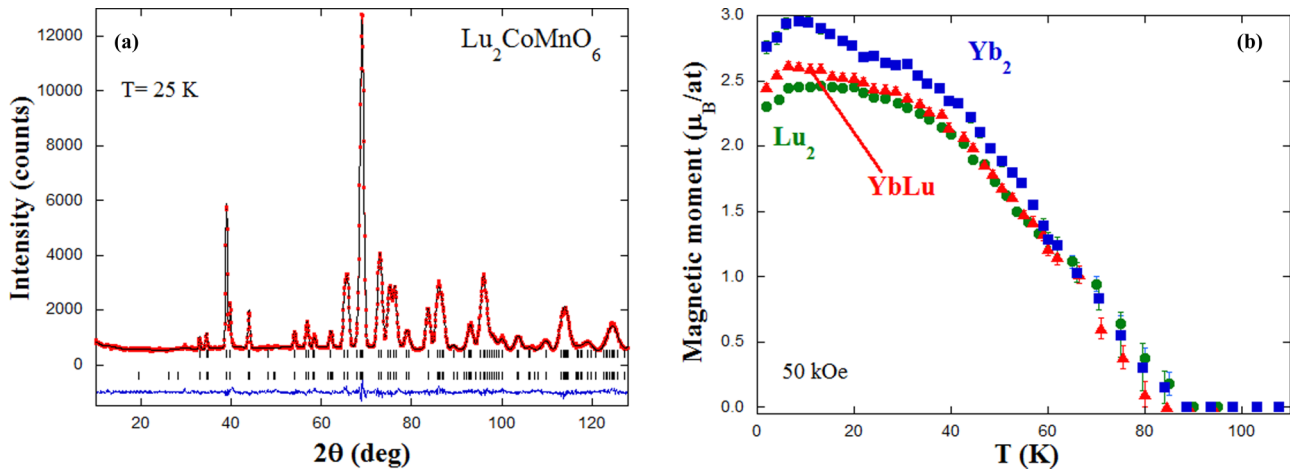 (a)
Lu₂CoMnO₆
T= 25 K
Intensity (counts)
12000
10000
8000
6000
4000
2000
0
20
40
60
80
100
120
2θ (deg)
(b)
Yb₂
Lu₂
YbLu
50 kOe
Magnetic moment (μ_B/at)
3.0
2.5
2.0
1.5
1.0
0.5
0.0
0
20
40
60
80
100
T (K)